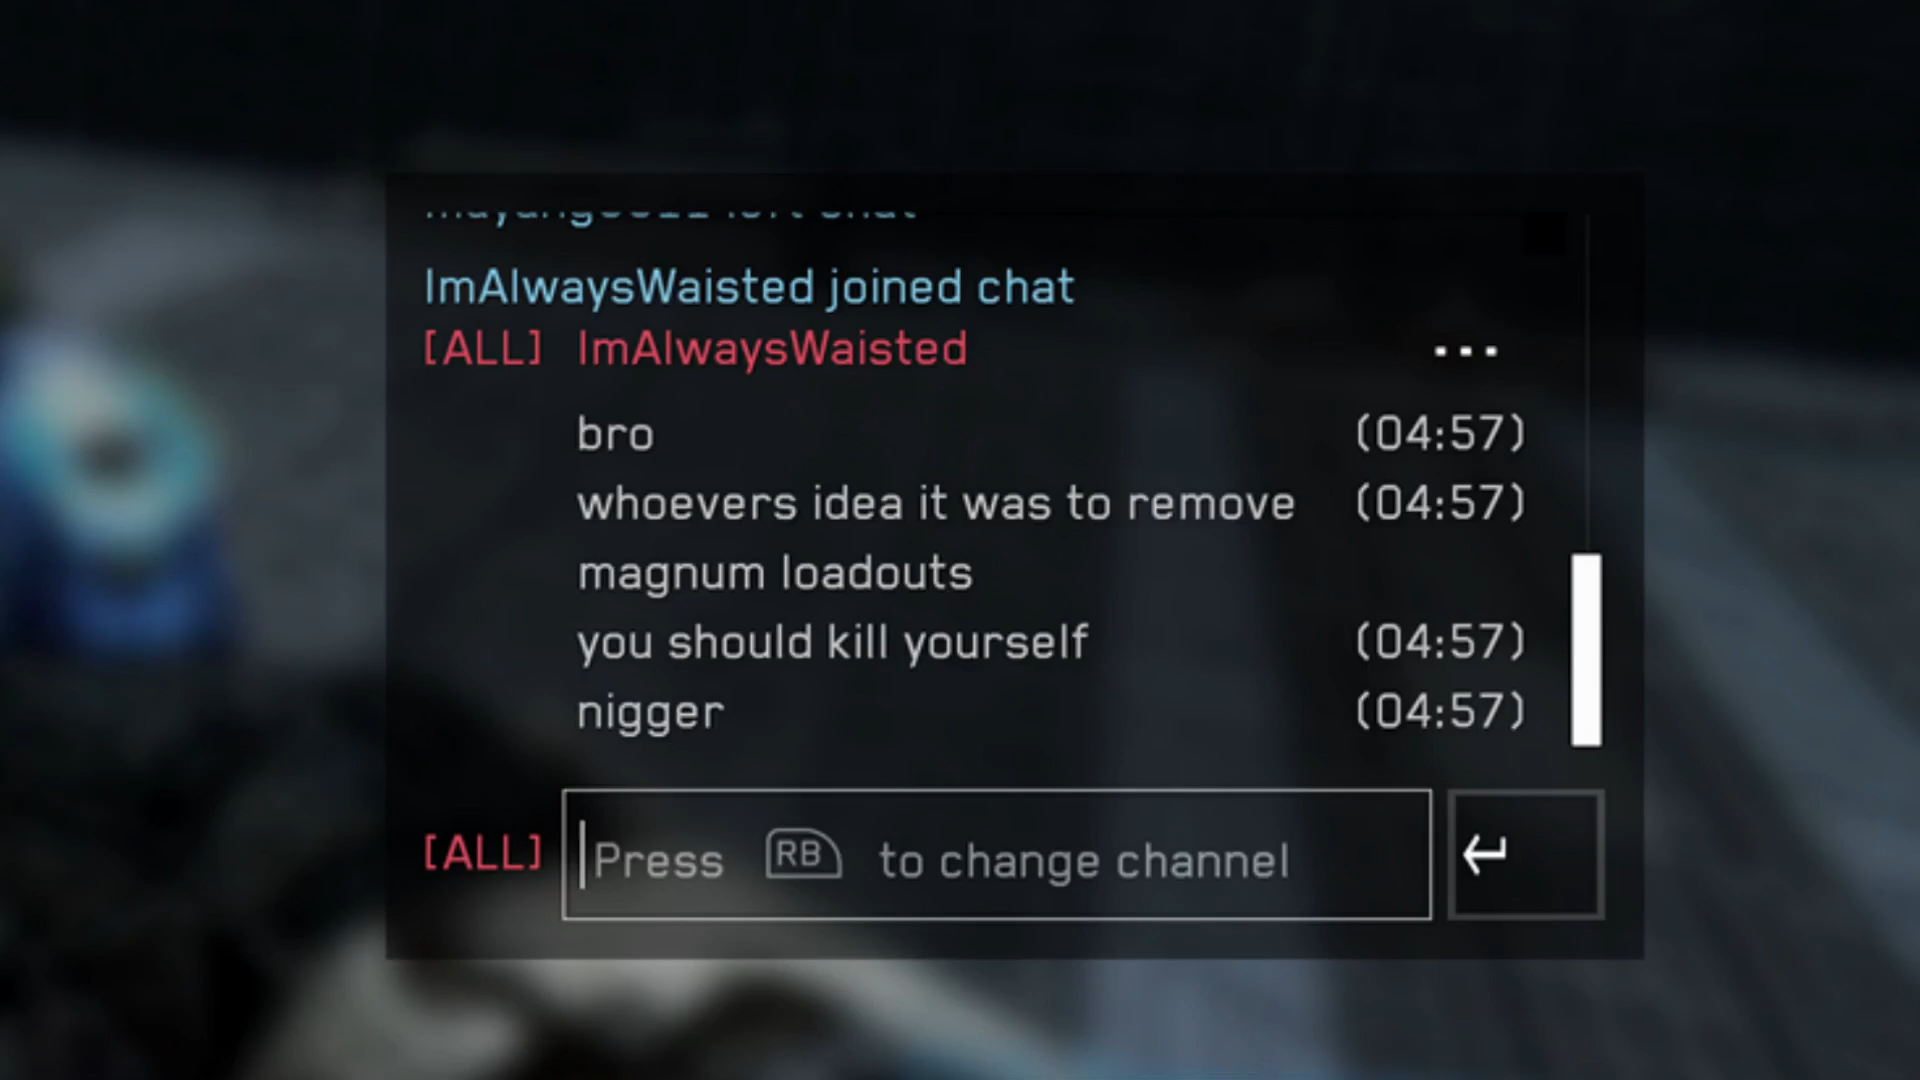 ImAlwaysWaisted joined chat
[ALL] ImAlwaysWaisted ...
bro (04:57)
whoevers idea it was to remove (04:57)
magnum loadouts
you should kill yourself (04:57)
nigger (04:57)
[ALL] Press RB to change channel